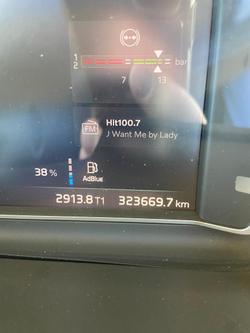 1
2
bar
7 13
Hit100.7
FM
♪ Want Me by Lady
38 %
AdBlue
2913.8 T1 323669.7 km